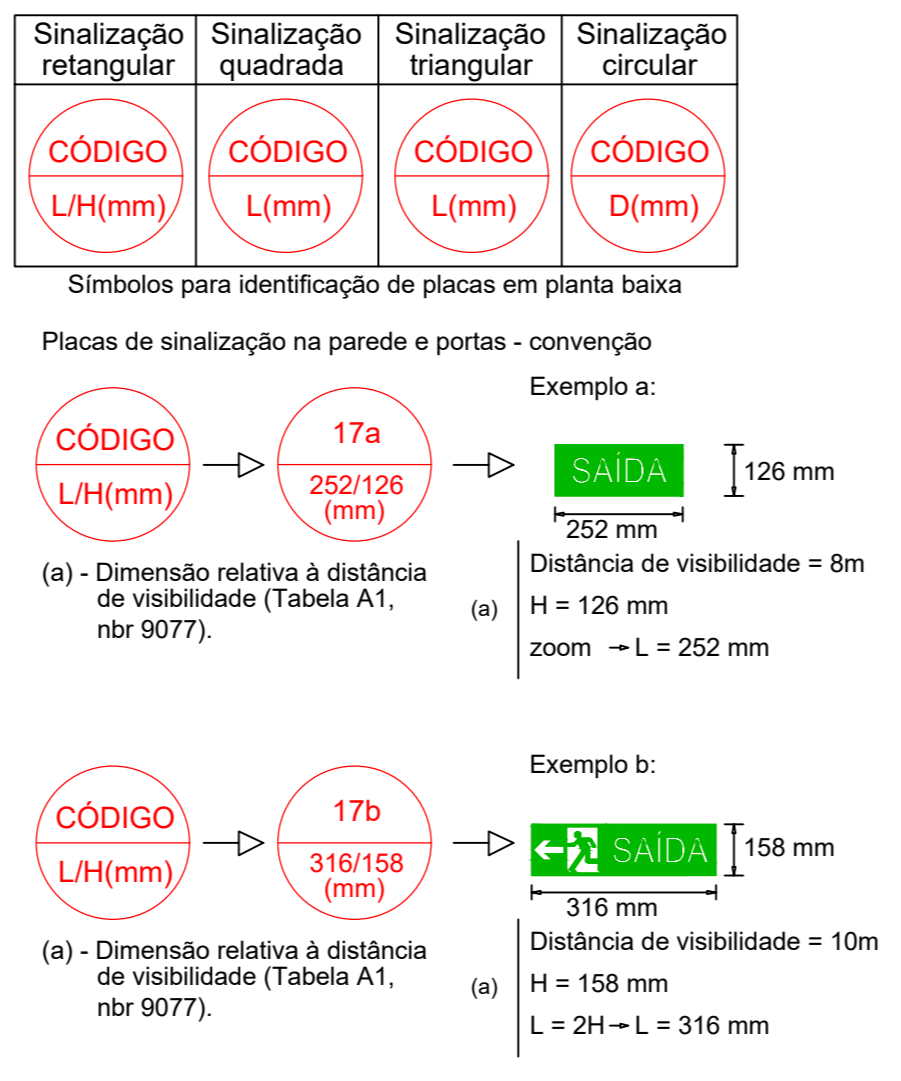 Sinalização retangular
Sinalização quadrada
Sinalização triangular
Sinalização circular
CÓDIGO
L/H(mm)
CÓDIGO
L(mm)
CÓDIGO
L(mm)
CÓDIGO
D(mm)
Símbolos para identificação de placas em planta baixa
Placas de sinalização na parede e portas - convenção
Exemplo a:
CÓDIGO
L/H(mm)
17a
252/126
(mm)
SAÍDA
126 mm
252 mm
(a) - Dimensão relativa à distância
de visibilidade (Tabela A1,
nbr 9077).
(a)
Distância de visibilidade = 8m
H = 126 mm
zoom → L = 252 mm
Exemplo b:
CÓDIGO
L/H(mm)
17b
316/158
(mm)
SAÍDA
158 mm
316 mm
(a) - Dimensão relativa à distância
de visibilidade (Tabela A1,
nbr 9077).
(a)
Distância de visibilidade = 10m
H = 158 mm
L = 2H → L = 316 mm